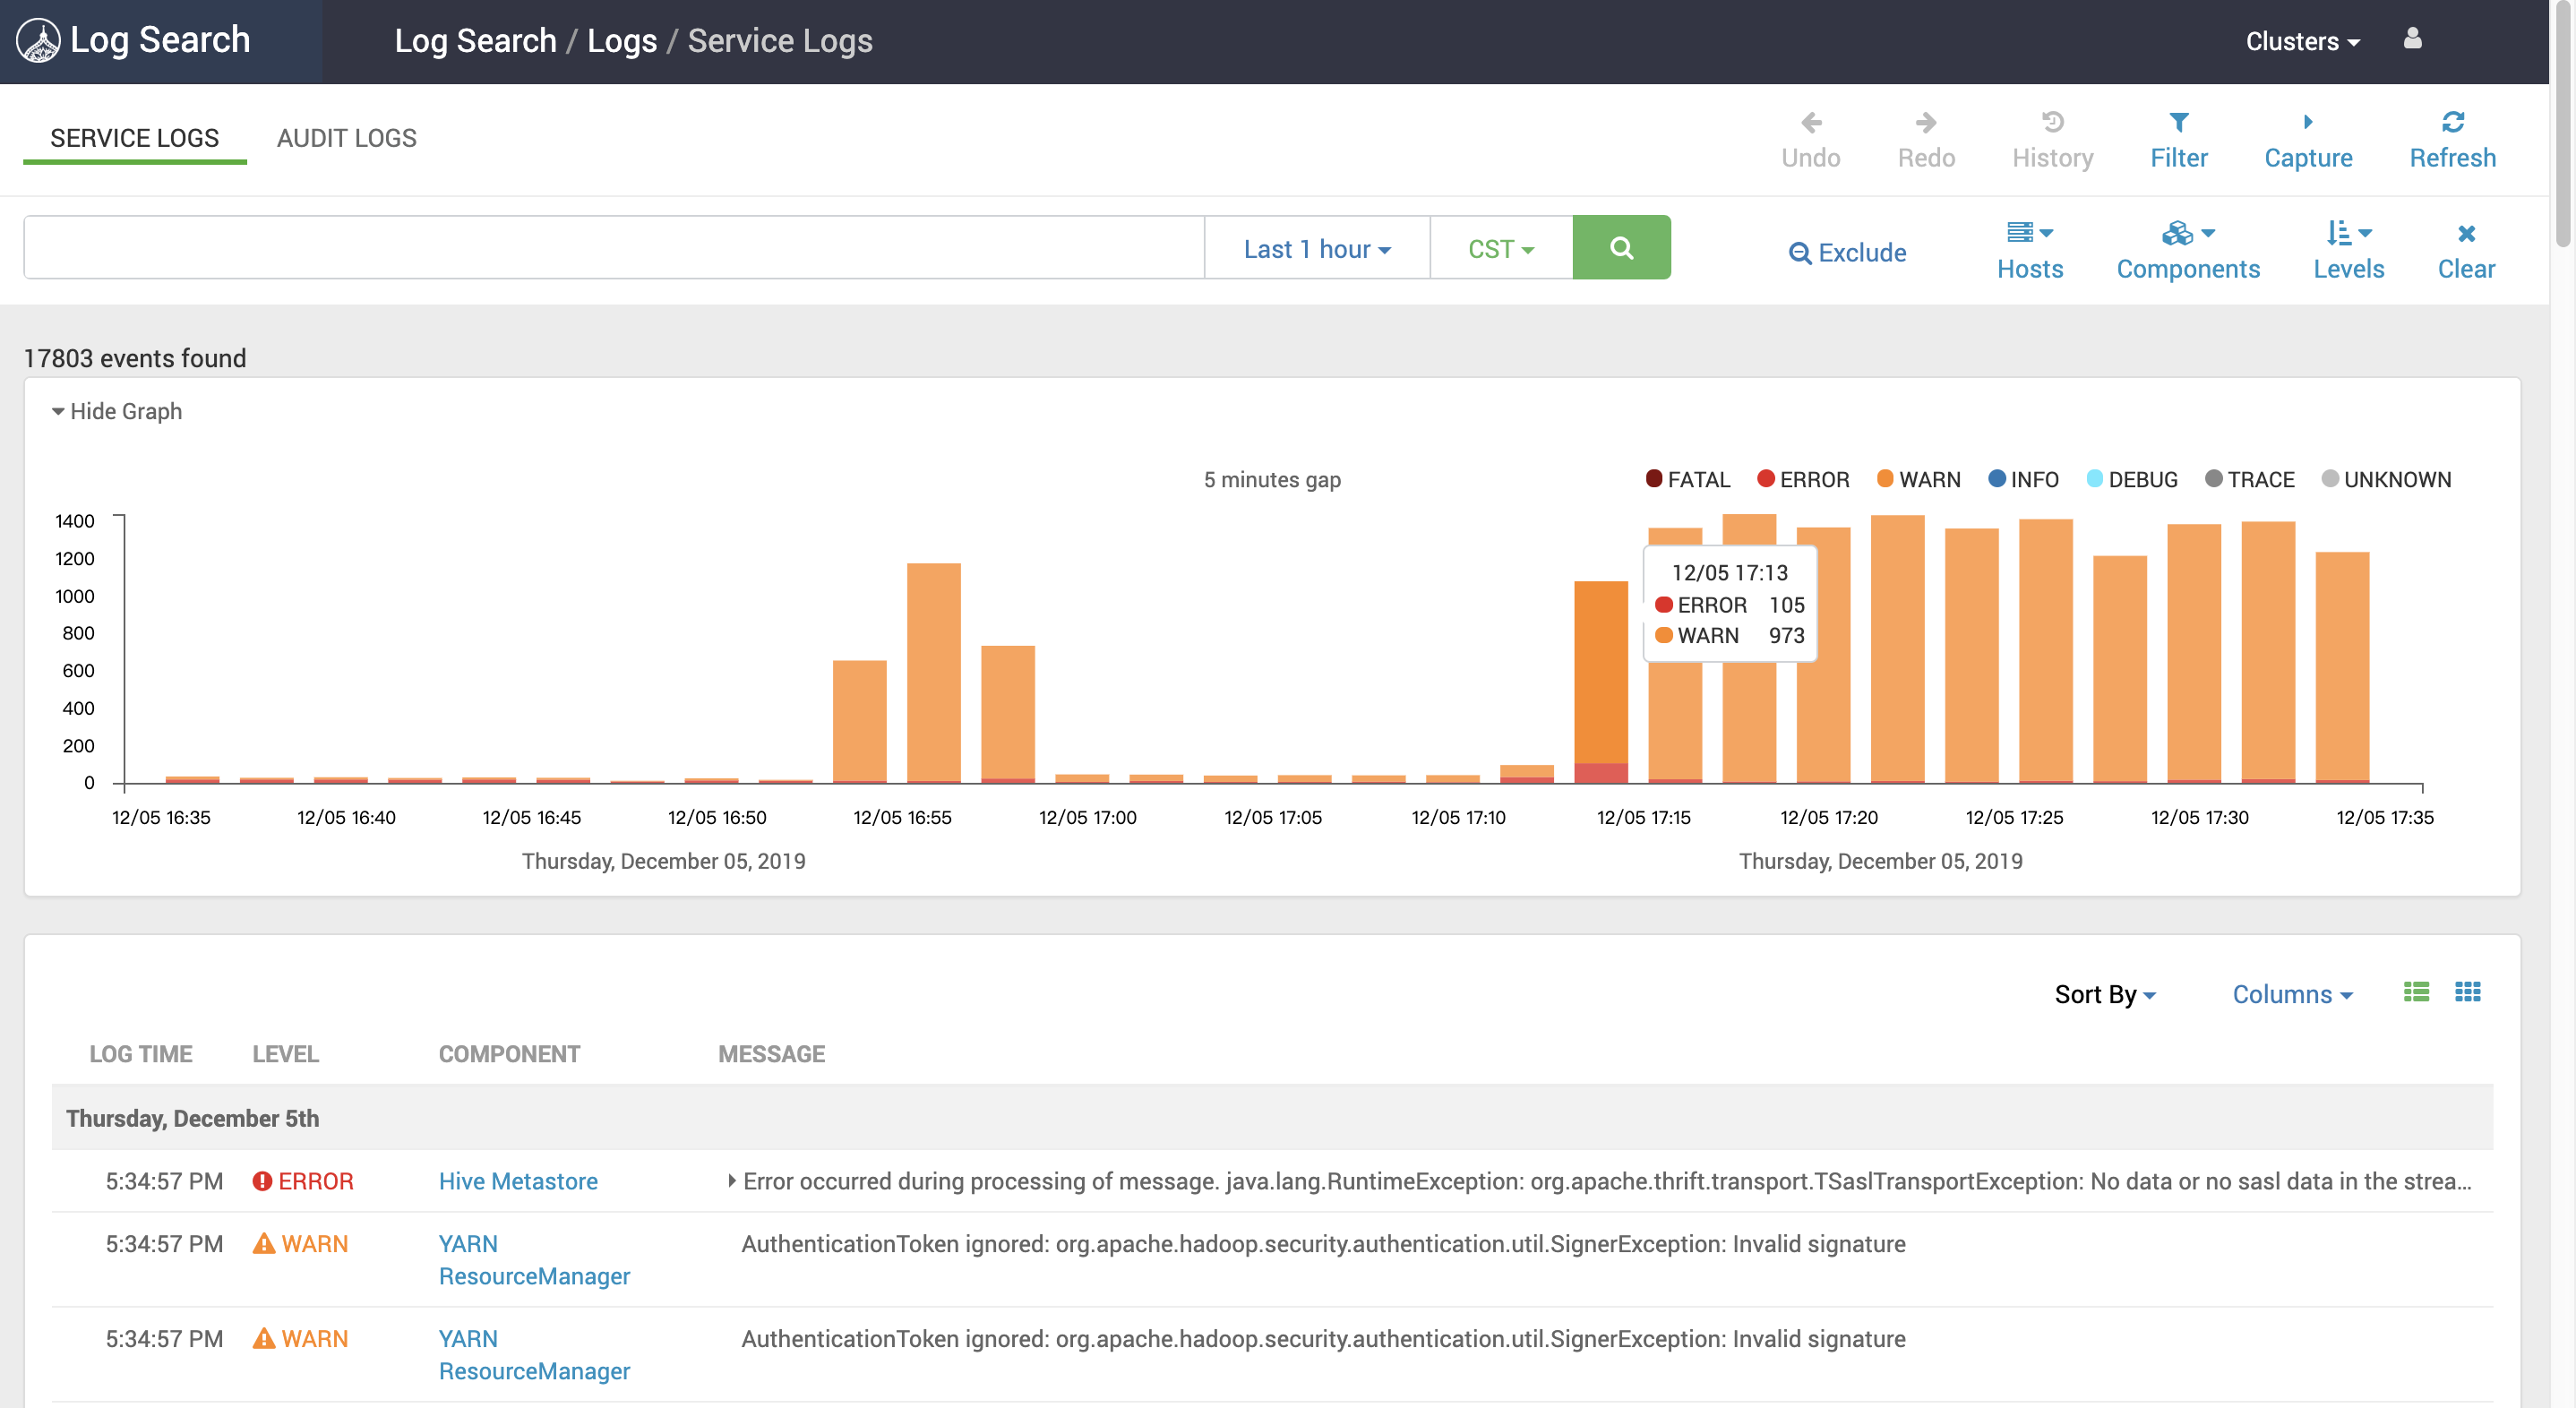 Log Search
Log Search / Logs / Service Logs
Clusters
SERVICE LOGS
AUDIT LOGS
Undo
Redo
History
Filter
Capture
Refresh
Last 1 hour
CST
Exclude
Hosts
Components
Levels
Clear
17803 events found
Hide Graph
5 minutes gap
FATAL ERROR WARN INFO DEBUG TRACE UNKNOWN
1400
1200
1000
800
600
400
200
0
12/05 17:13
ERROR 105
WARN 973
12/05 16:35 12/05 16:40 12/05 16:45 12/05 16:50 12/05 16:55 12/05 17:00 12/05 17:05 12/05 17:10 12/05 17:15 12/05 17:20 12/05 17:25 12/05 17:30 12/05 17:35
Thursday, December 05, 2019 Thursday, December 05, 2019
Sort By Columns
LOG TIME LEVEL COMPONENT MESSAGE
Thursday, December 5th
5:34:57 PM ERROR Hive Metastore Error occurred during processing of message. java.lang.RuntimeException: org.apache.thrift.transport.TSaslTransportException: No data or no sasl data in the strea...
5:34:57 PM WARN YARN AuthenticationToken ignored: org.apache.hadoop.security.authentication.util.SignerException: Invalid signature
ResourceManager
5:34:57 PM WARN YARN AuthenticationToken ignored: org.apache.hadoop.security.authentication.util.SignerException: Invalid signature
ResourceManager